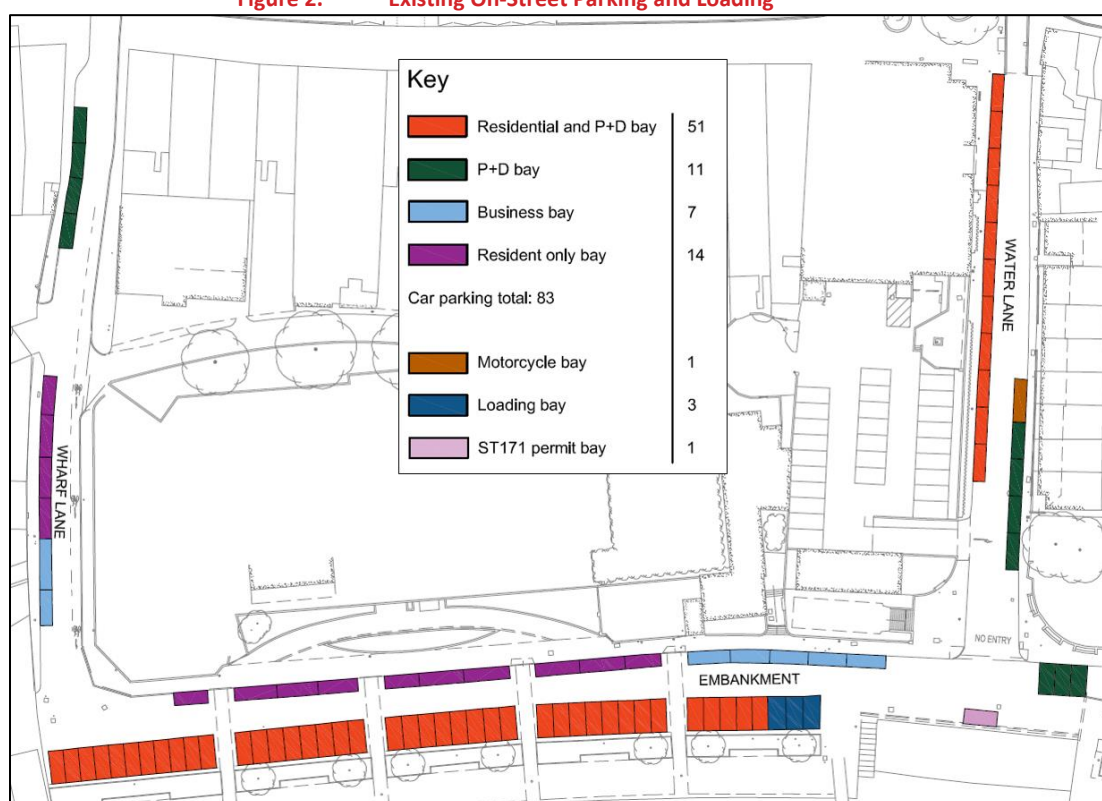 Figure 2. Existing On-Street Parking and Loading
Key
Residential and P+D bay 51
P+D bay 11
Business bay 7
Resident only bay 14
Car parking total: 83
Motorcycle bay 1
Loading bay 3
ST171 permit bay 1
WATER LANE
WHARF LANE
NO ENTRY
EMBANKMENT